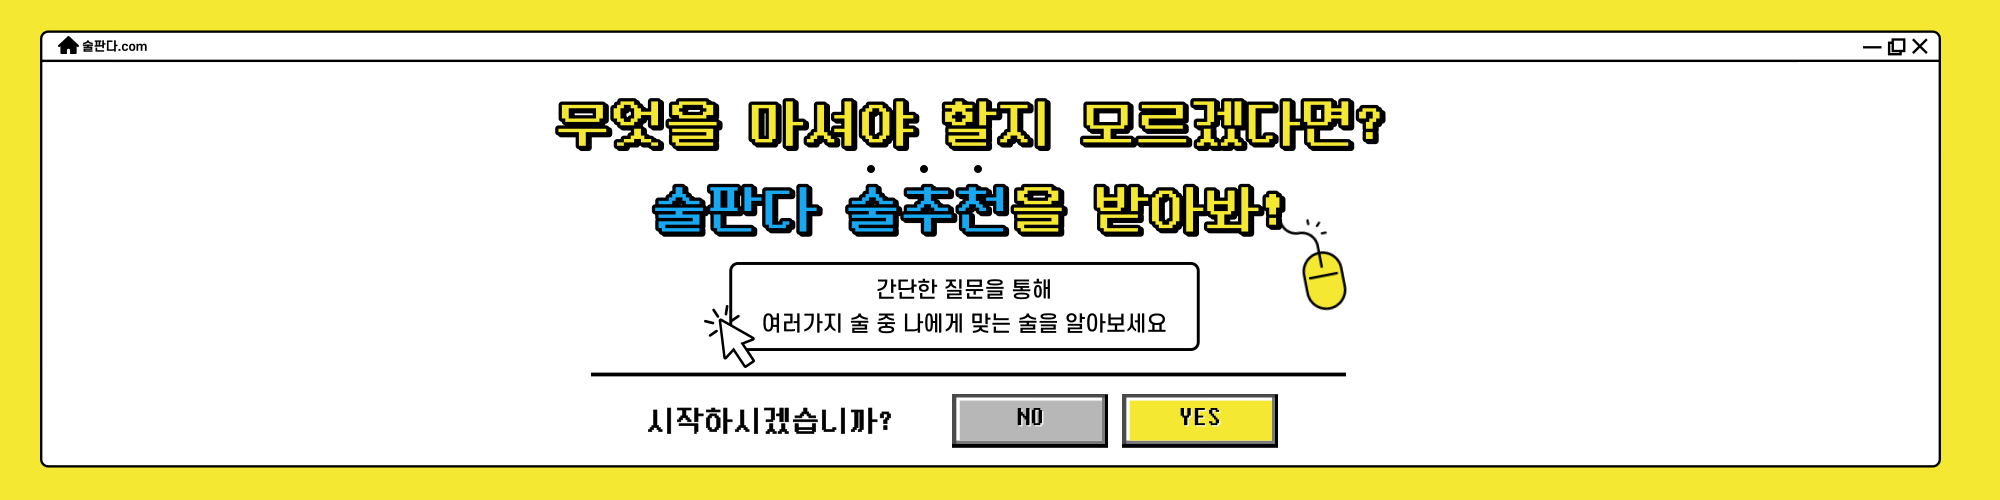 술판다.com
무엇을 마셔야 할지 모르겠다면?
술판다 술추천을 받아봐!
간단한 질문을 통해
여러가지 술 중 나에게 맞는 술을 알아보세요
시작하시겠습니까?
NO
YES